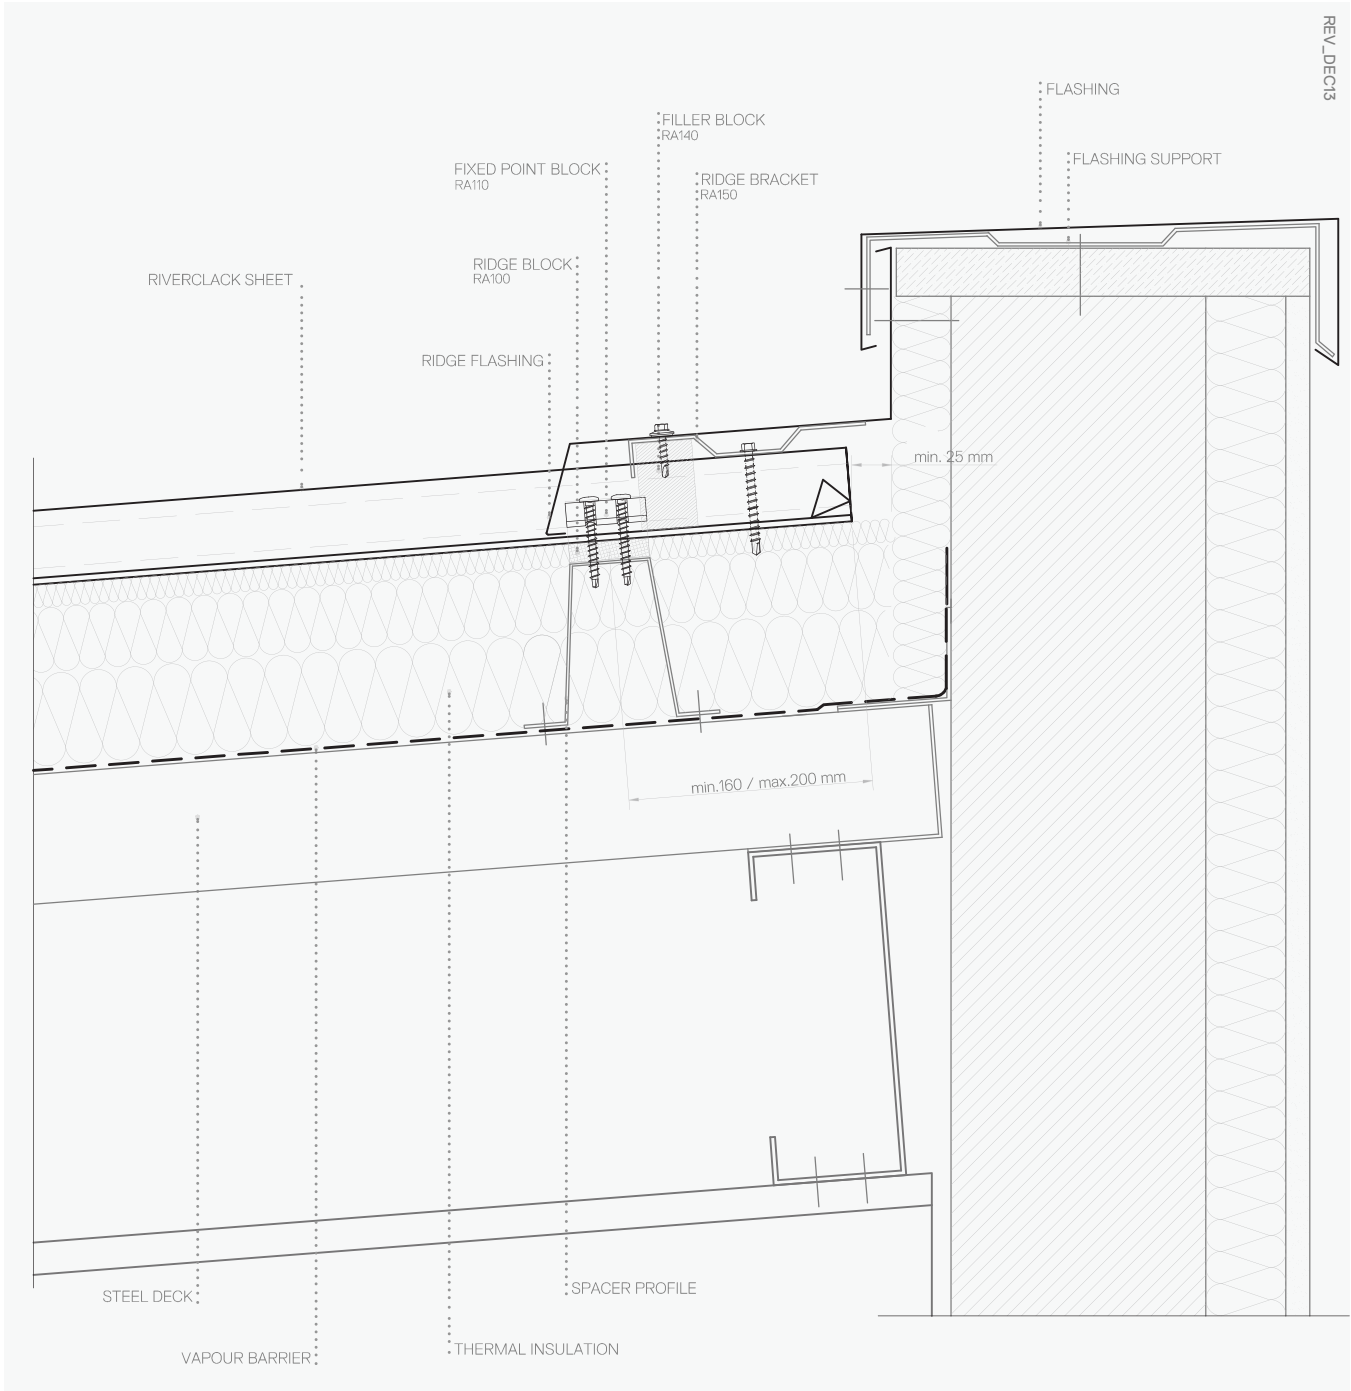 REV_DEC13
FLASHING
FILLER BLOCK
RA140
FLASHING SUPPORT
FIXED POINT BLOCK
RA110
RIDGE BRACKET
RA150
RIDGE BLOCK
RA100
RIVERCLACK SHEET
RIDGE FLASHING
min. 25 mm
min.160 / max.200 mm
SPACER PROFILE
STEEL DECK
THERMAL INSULATION
VAPOUR BARRIER